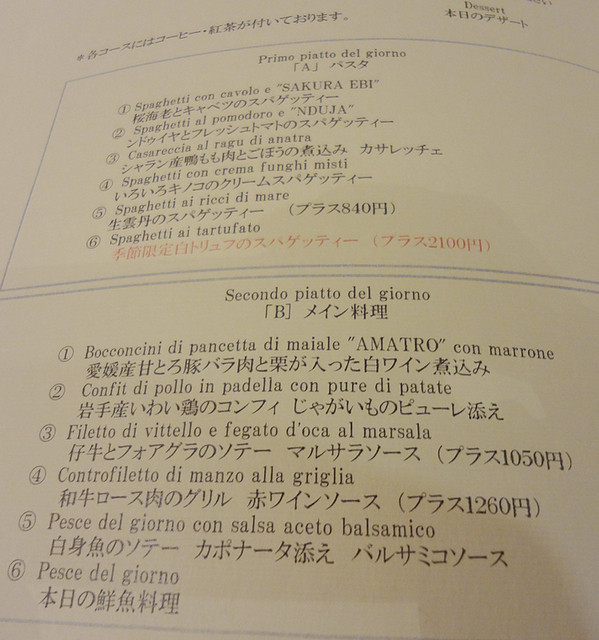 Dessert
本日のデザート
*各コースにはコーヒー・紅茶が付いております。
Primo piatto del giorno
「A」 パスタ
① Spaghetti con cavolo e "SAKURA EBI"
桜海老とキャベツのスパゲッティー
② Spaghetti al pomodoro e "NDUJA"
ンドゥイヤとフレッシュトマトのスパゲッティー
③ Casareccia al ragu di anatra
シャラン産鴨もも肉とごぼうの煮込み カサレッチェ
④ Spaghetti con crema funghi misti
いろいろキノコのクリームスパゲッティー
⑤ Spaghetti ai ricci di mare
生雲丹のスパゲッティー （プラス840円）
⑥ Spaghetti ai tartufato
季節限定白トリュフのスパゲッティー （プラス2100円）
Secondo piatto del giorno
「B］ メイン料理
① Bocconcini di pancetta di maiale "AMATRO" con marrone
愛媛産甘とろ豚バラ肉と栗が入った白ワイン煮込み
② Confit di pollo in padella con pure di patate
岩手産いわい鶏のコンフィ じゃがいものピューレ添え
③ Filetto di vittello e fegato d'oca al marsala
仔牛とフォアグラのソテー マルサラソース （プラス1050円）
④ Controfiletto di manzo alla griglia
和牛ロース肉のグリル 赤ワインソース （プラス1260円）
⑤ Pesce del giorno con salsa aceto balsamico
白身魚のソテー カポナータ添え バルサミコソース
⑥ Pesce del giorno
本日の鮮魚料理